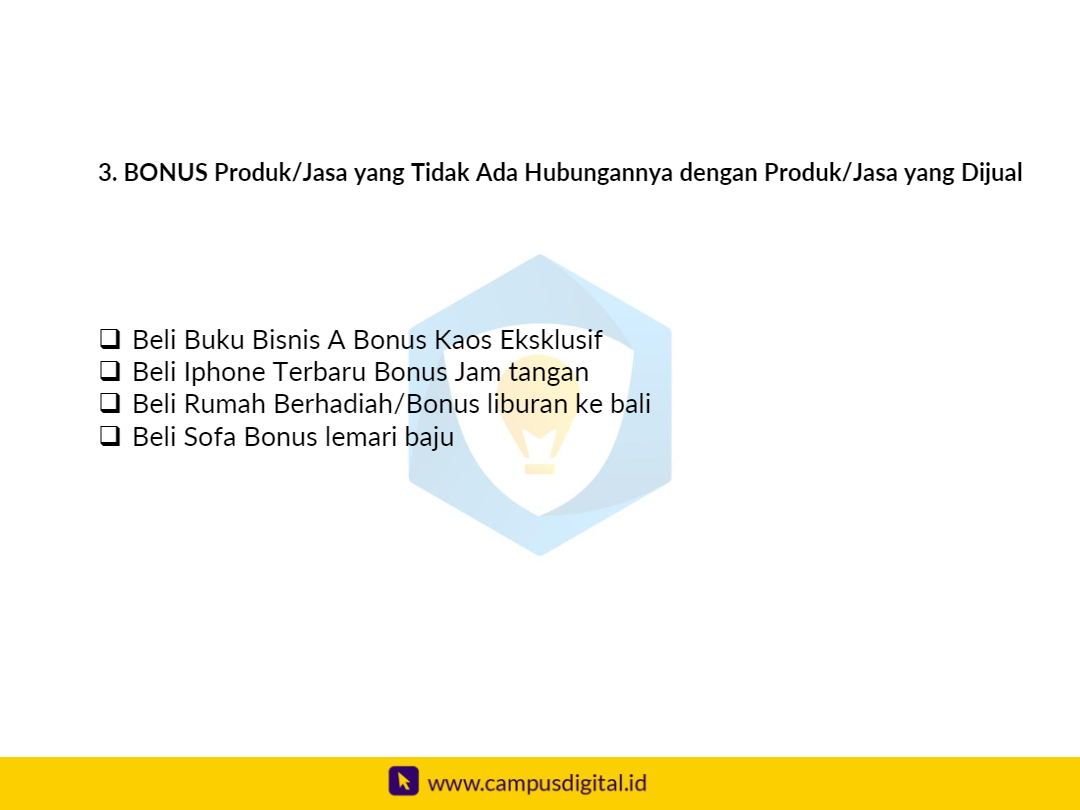 3. BONUS Produk/Jasa yang Tidak Ada Hubungannya dengan Produk/Jasa yang Dijual
❑ Beli Buku Bisnis A Bonus Kaos Eksklusif
❑ Beli Iphone Terbaru Bonus Jam tangan
❑ Beli Rumah Berhadiah/Bonus liburan ke bali
❑ Beli Sofa Bonus lemari baju
www.campusdigital.id